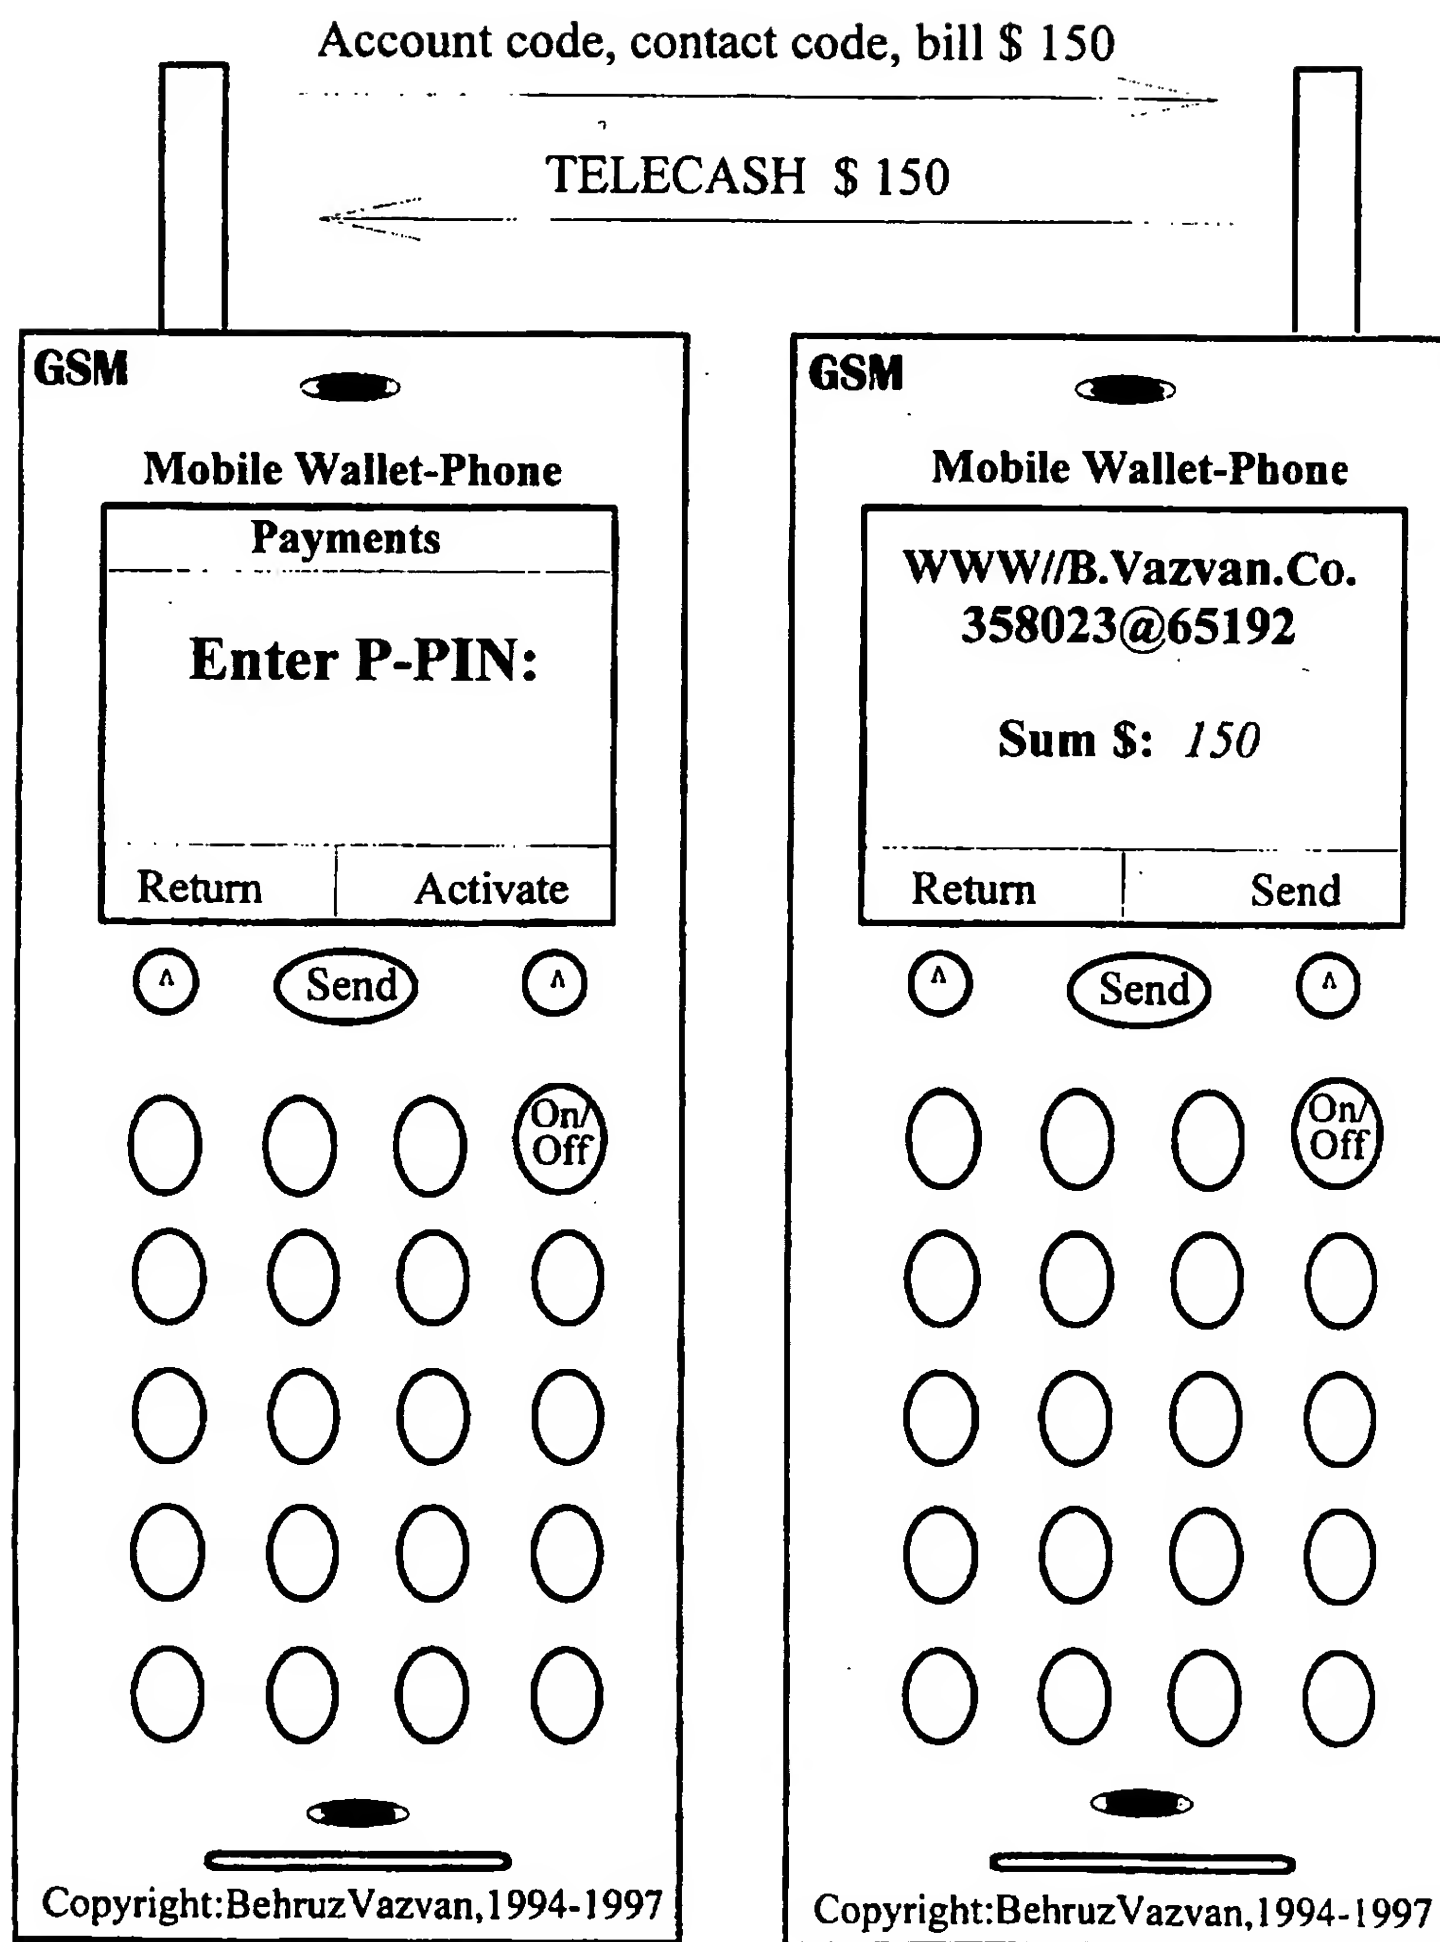 Account code, contact code, bill $ 150
TELECASH $ 150
GSM
Mobile Wallet-Phone
Payments
Enter P-PIN:
Return Activate
^ Send ^
On/
Off
Copyright:BehruzVazvan,1994-1997
GSM
Mobile Wallet-Phone
WWW//B.Vazvan.Co.
358023@65192
Sum $: 150
Return Send
^ Send ^
On/
Off
Copyright:BehruzVazvan,1994-1997